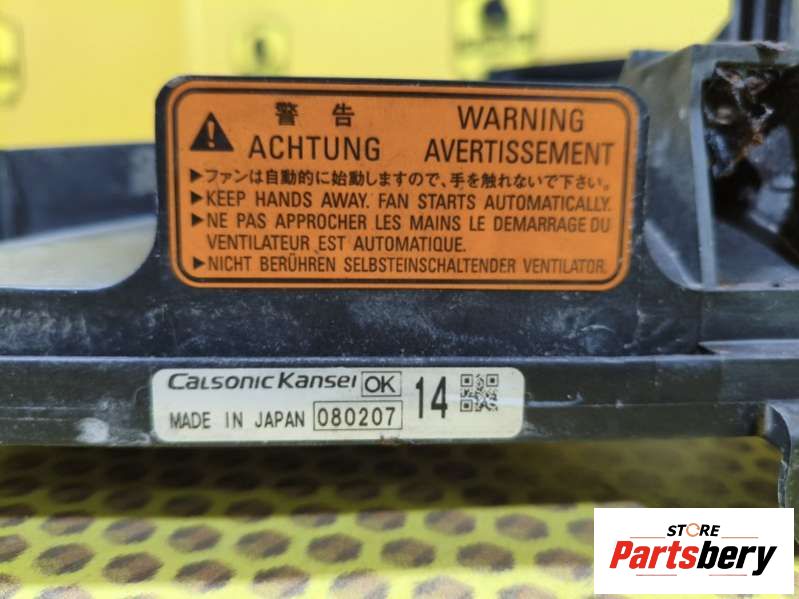 警告 WARNING
ACHTUNG AVERTISSEMENT
▶ファンは自動的に始動しますので、手を触れないで下さい。
▶KEEP HANDS AWAY. FAN STARTS AUTOMATICALLY.
▶NE PAS APPROCHER LES MAINS LE DEMARRAGE DU
VENTILATEUR EST AUTOMATIQUE.
▶NICHT BERÜHREN SELBSTEINSCHALTENDER VENTILATOR.
CalsonicKansei OK 14
MADE IN JAPAN 080207
STORE
Partsbery